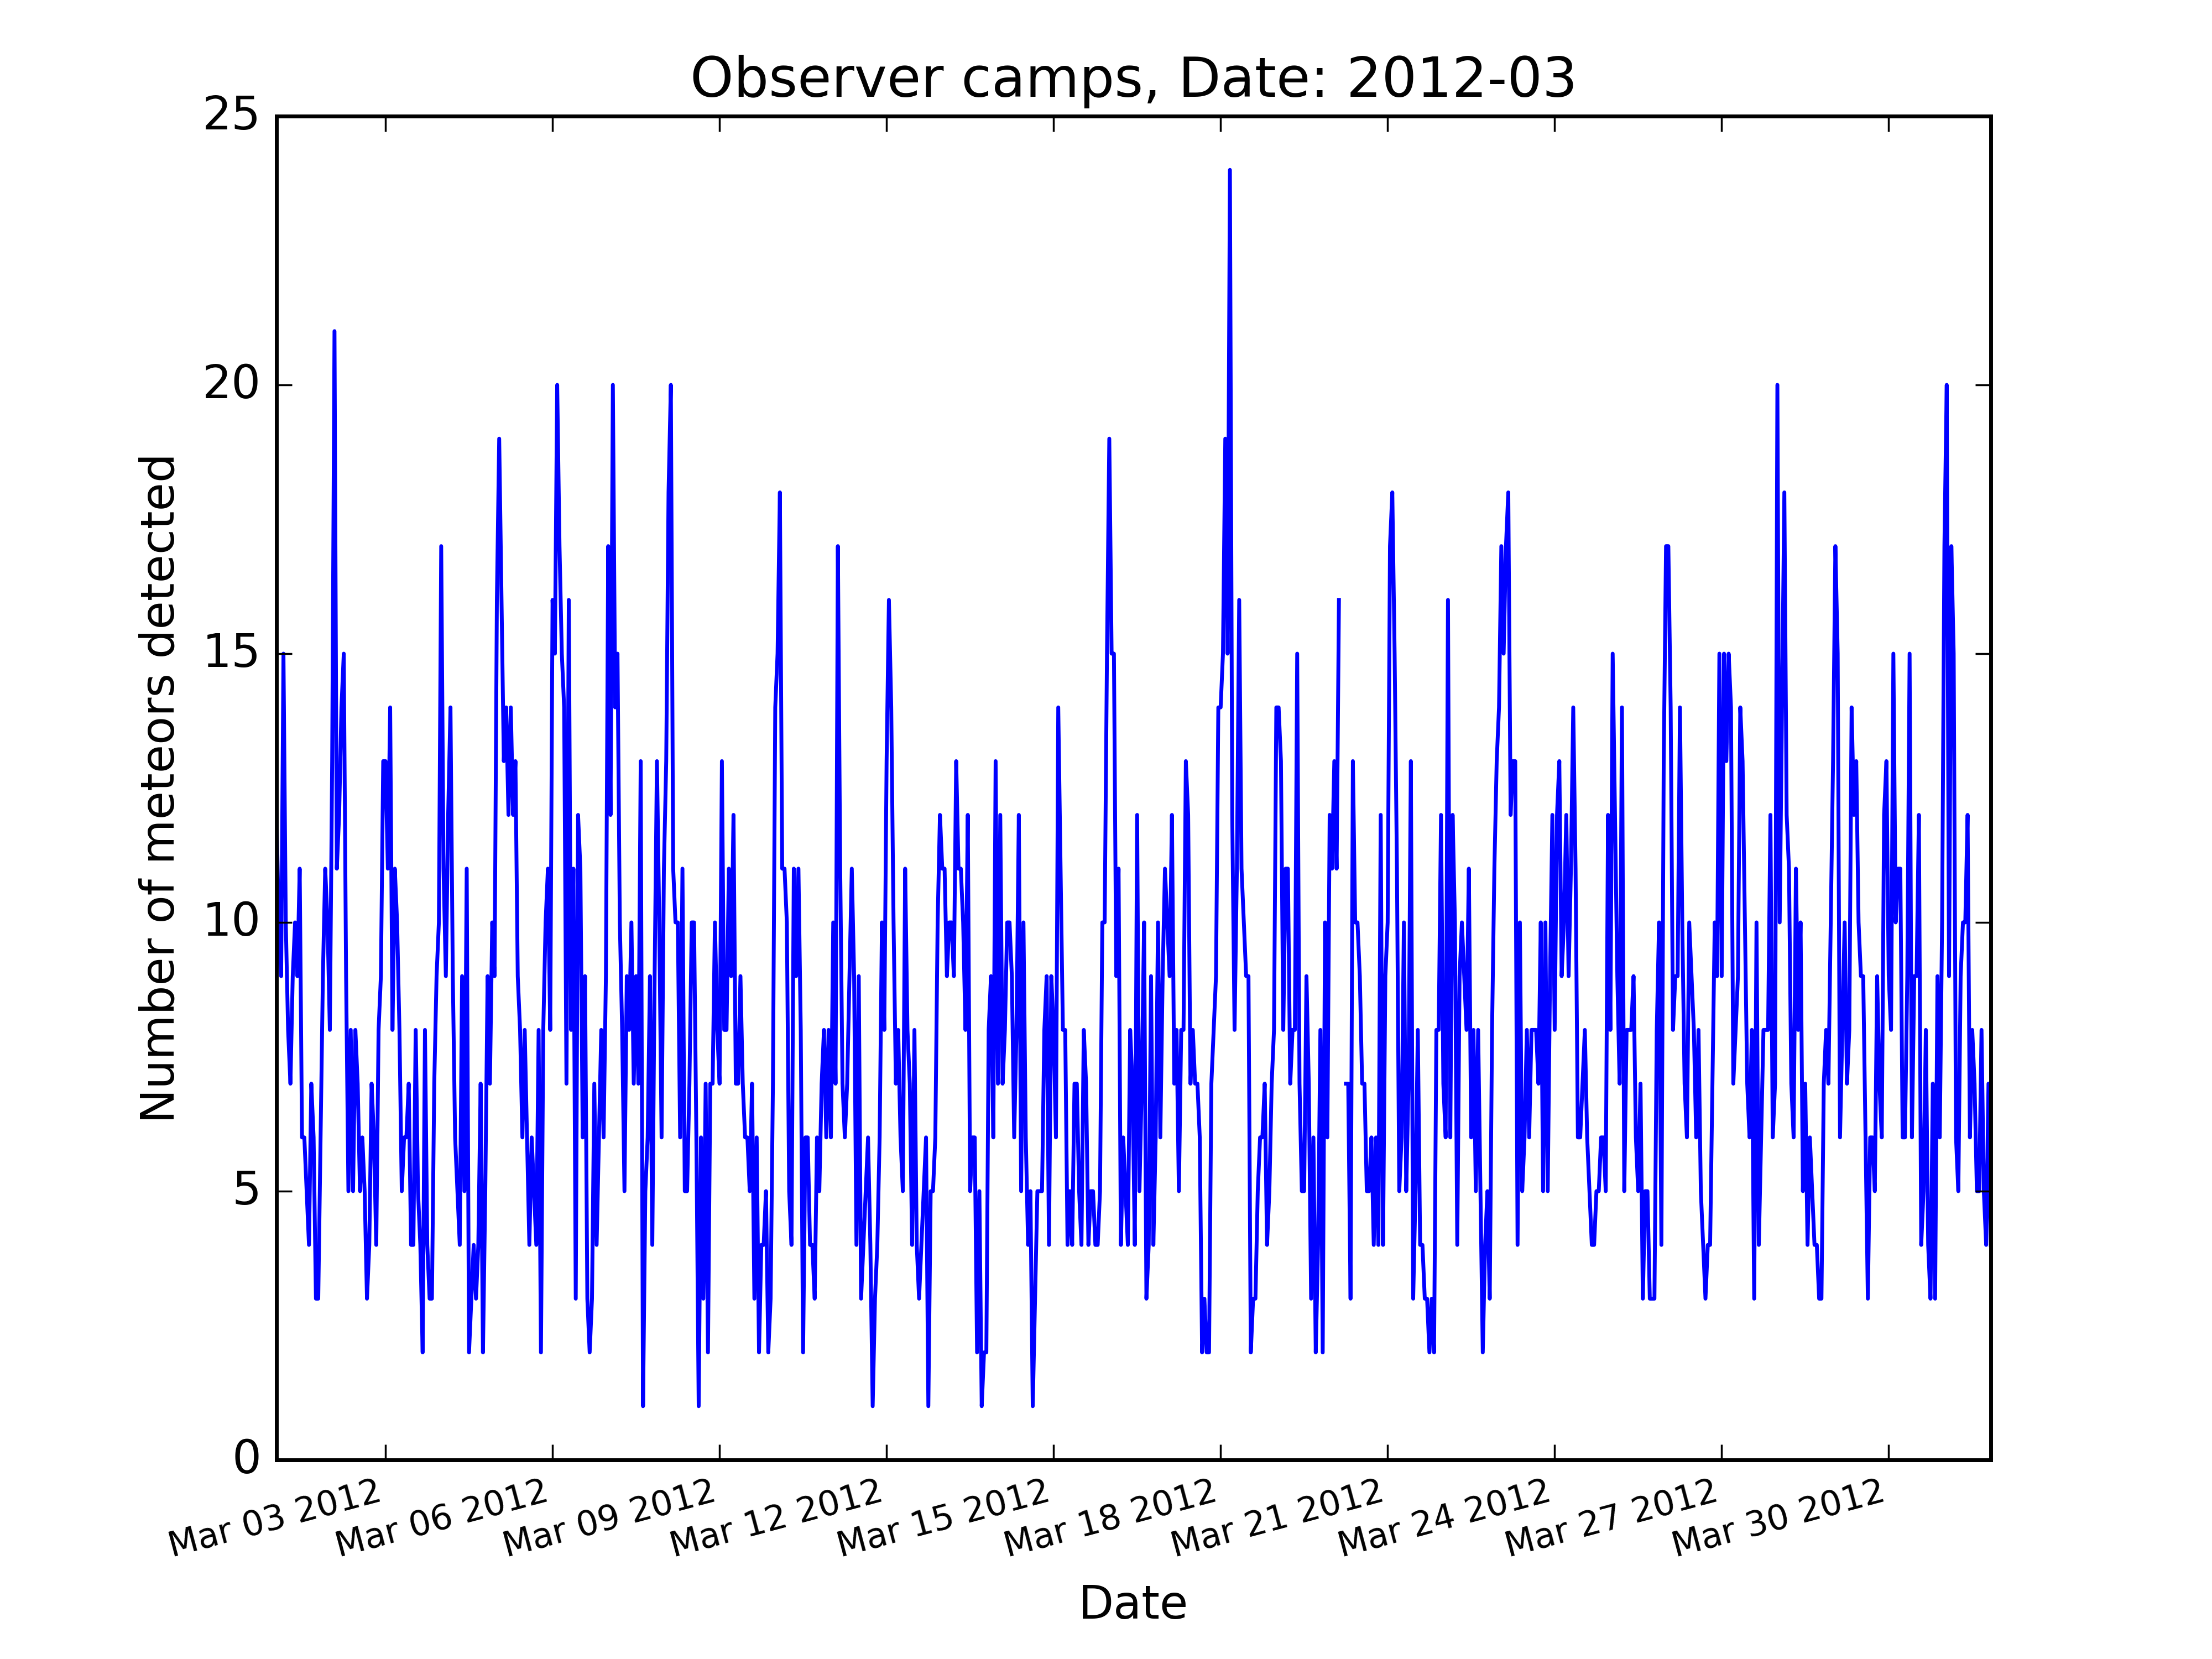 Observer camps, Date: 2012-03
25
20
15
10
5
0
Number of meteors detected
Mar 03 2012
Mar 06 2012
Mar 09 2012
Mar 12 2012
Mar 15 2012
Mar 18 2012
Mar 21 2012
Mar 24 2012
Mar 27 2012
Mar 30 2012
Date